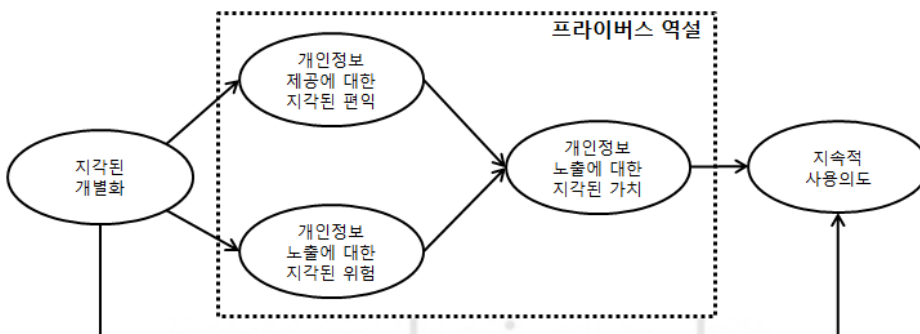 프라이버스 역설
개인정보
제공에 대한
지각된 편익
지각된
개별화
개인정보
노출에 대한
지각된 가치
지속적
사용의도
개인정보
노출에 대한
지각된 위험